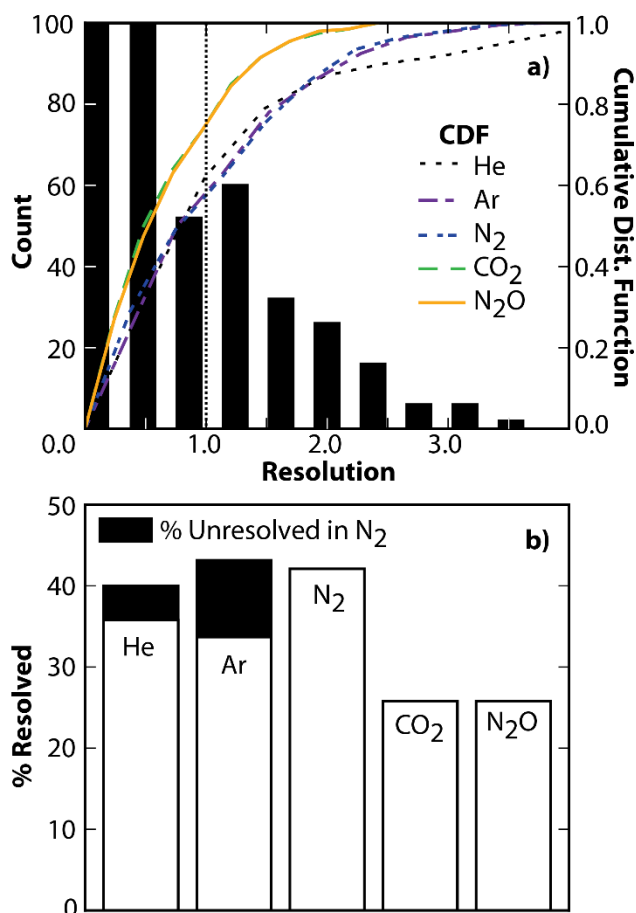 a)
100
80
60
40
20
0.0
Count
1.0
2.0
3.0
Resolution
1.0
0.8
0.6
0.4
0.2
0.0
Cumulative Dist. Function
CDF
He
Ar
N2
CO2
N2O
b)
50
40
30
20
10
0
% Resolved
% Unresolved in N2
He
Ar
N2
CO2
N2O